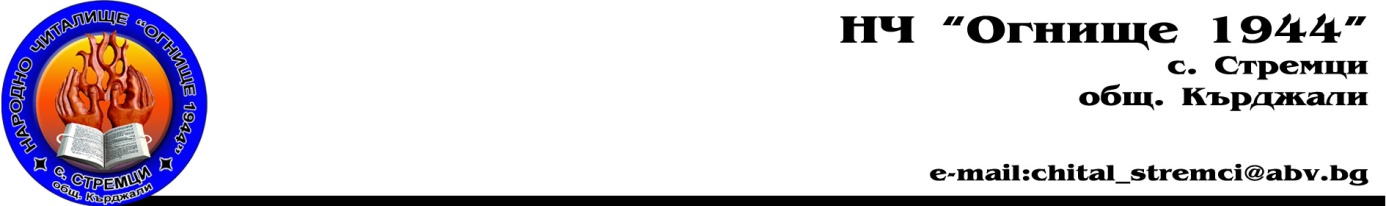 НАРОДНО ЧИТАЛИЩЕ "ОГНИЩЕ 1944"
с. СТРЕМЦИ
общ. Кърджали
НЧ "Огнище 1944"
с. Стремци
общ. Кърджали
e-mail:chital_stremci@abv.bg